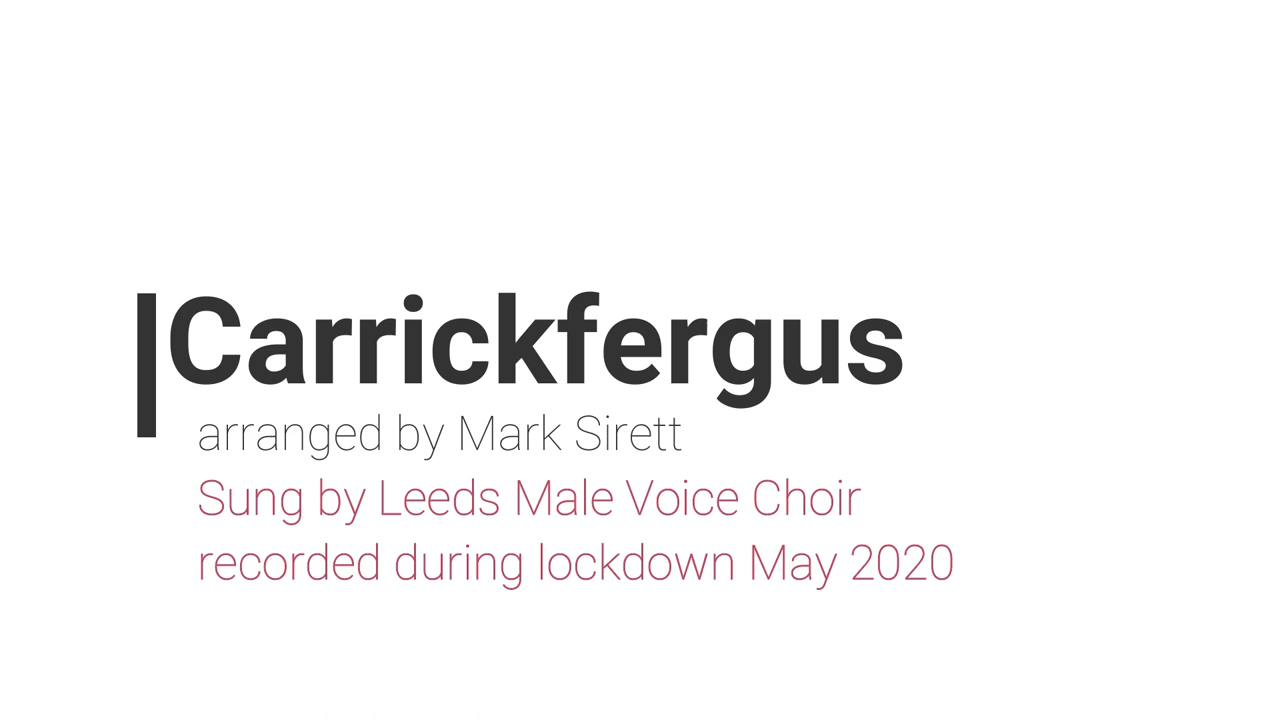 Carrickfergus
arranged by Mark Sirett
Sung by Leeds Male Voice Choir
recorded during lockdown May 2020